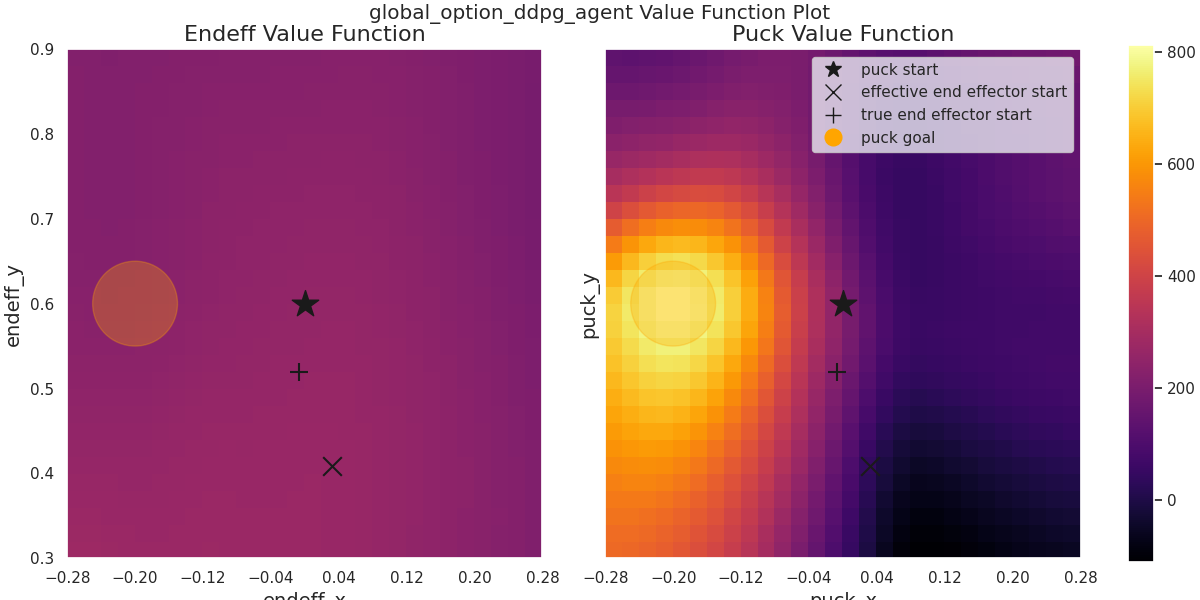 global_option_ddpg_agent Value Function Plot
Endeff Value Function
Puck Value Function
puck start
effective end effector start
true end effector start
puck goal
0.9
0.8
0.7
0.6
0.5
0.4
0.3
endeff_y
−0.28 −0.20 −0.12 −0.04 0.04 0.12 0.20 0.28
endeff_x
puck_y
−0.28 −0.20 −0.12 −0.04 0.04 0.12 0.20 0.28
puck_x
800
600
400
200
0